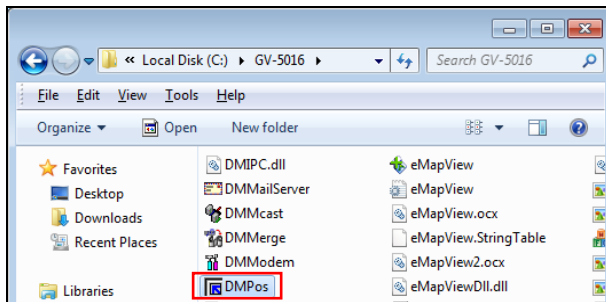 « Local Disk (C:) ▸ GV-5016 ▸
Search GV-5016
File Edit View Tools Help
Organize ▾ Open New folder
Favorites
Desktop
Downloads
Recent Places
Libraries
DMIPC.dll
DMMailServer
DMMcast
DMMerge
DMModem
DMPos
eMapView
eMapView
eMapView.ocx
eMapView.StringTable
eMapView2.ocx
eMapViewDll.dll